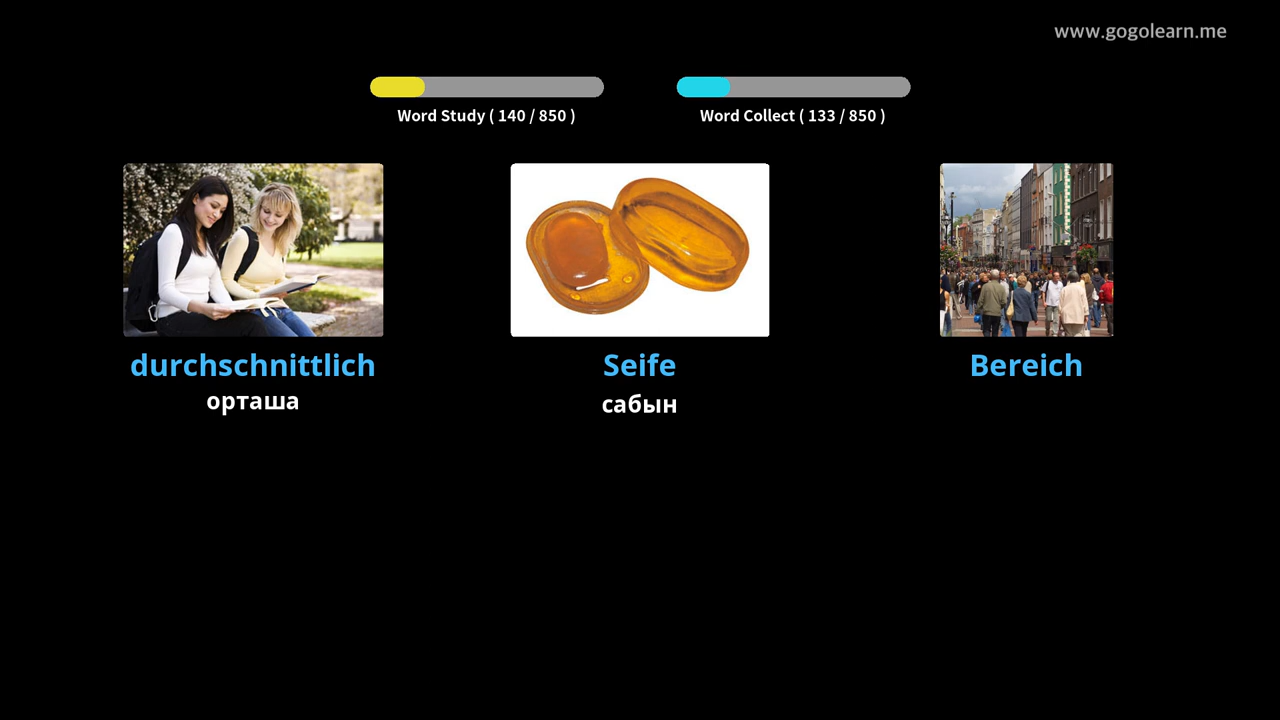 www.gogolearn.me
Word Study ( 140 / 850 )
Word Collect ( 133 / 850 )
durchschnittlich
орташа
Seife
сабын
Bereich